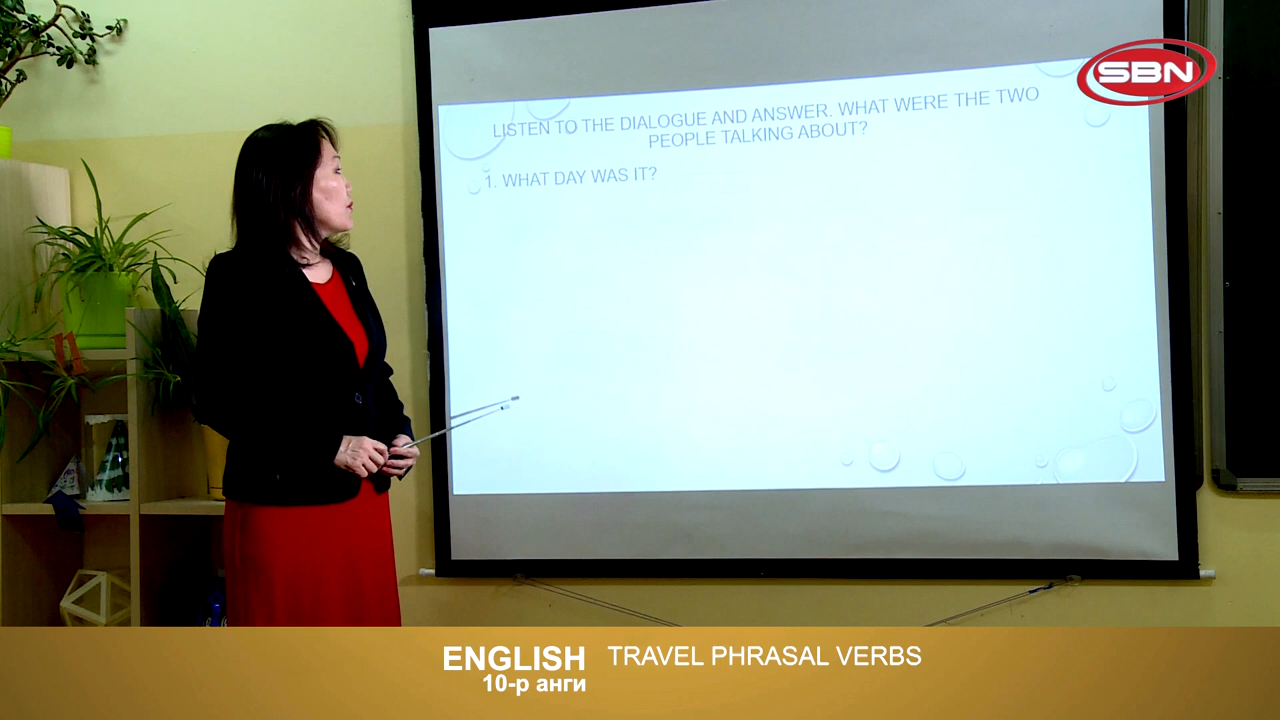 SBN
LISTEN TO THE DIALOGUE AND ANSWER. WHAT WERE THE TWO
PEOPLE TALKING ABOUT?
1. WHAT DAY WAS IT?
ENGLISH TRAVEL PHRASAL VERBS
10-р анги